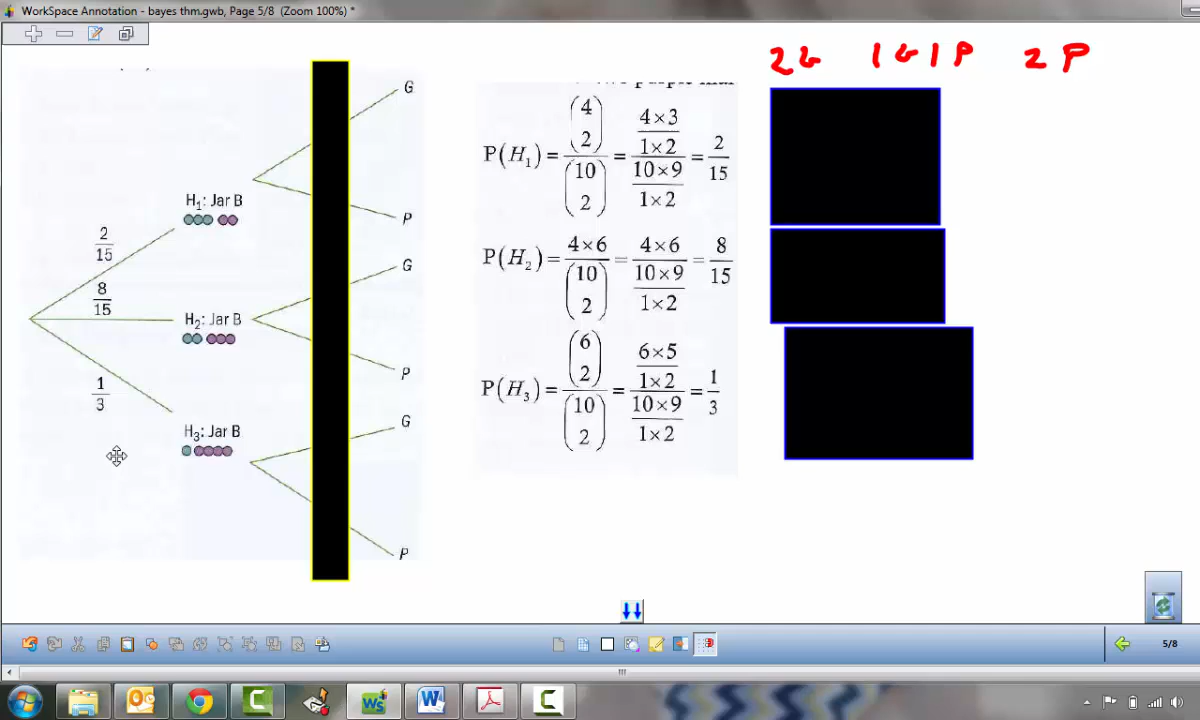 WorkSpace Annotation - bayes thm.gwb, Page 5/8 (Zoom 100%) *
2G 1G1P 2P
G
H₁: Jar B
P
2/15
G
8/15
H₂: Jar B
P
1/3
G
H₃: Jar B
P
P(H₁) = (4 2)/(10 2) = (4×3/1×2)/(10×9/1×2) = 2/15
P(H₂) = 4×6/(10 2) = 4×6/(10×9/1×2) = 8/15
P(H₃) = (6 2)/(10 2) = (6×5/1×2)/(10×9/1×2) = 1/3
5/8